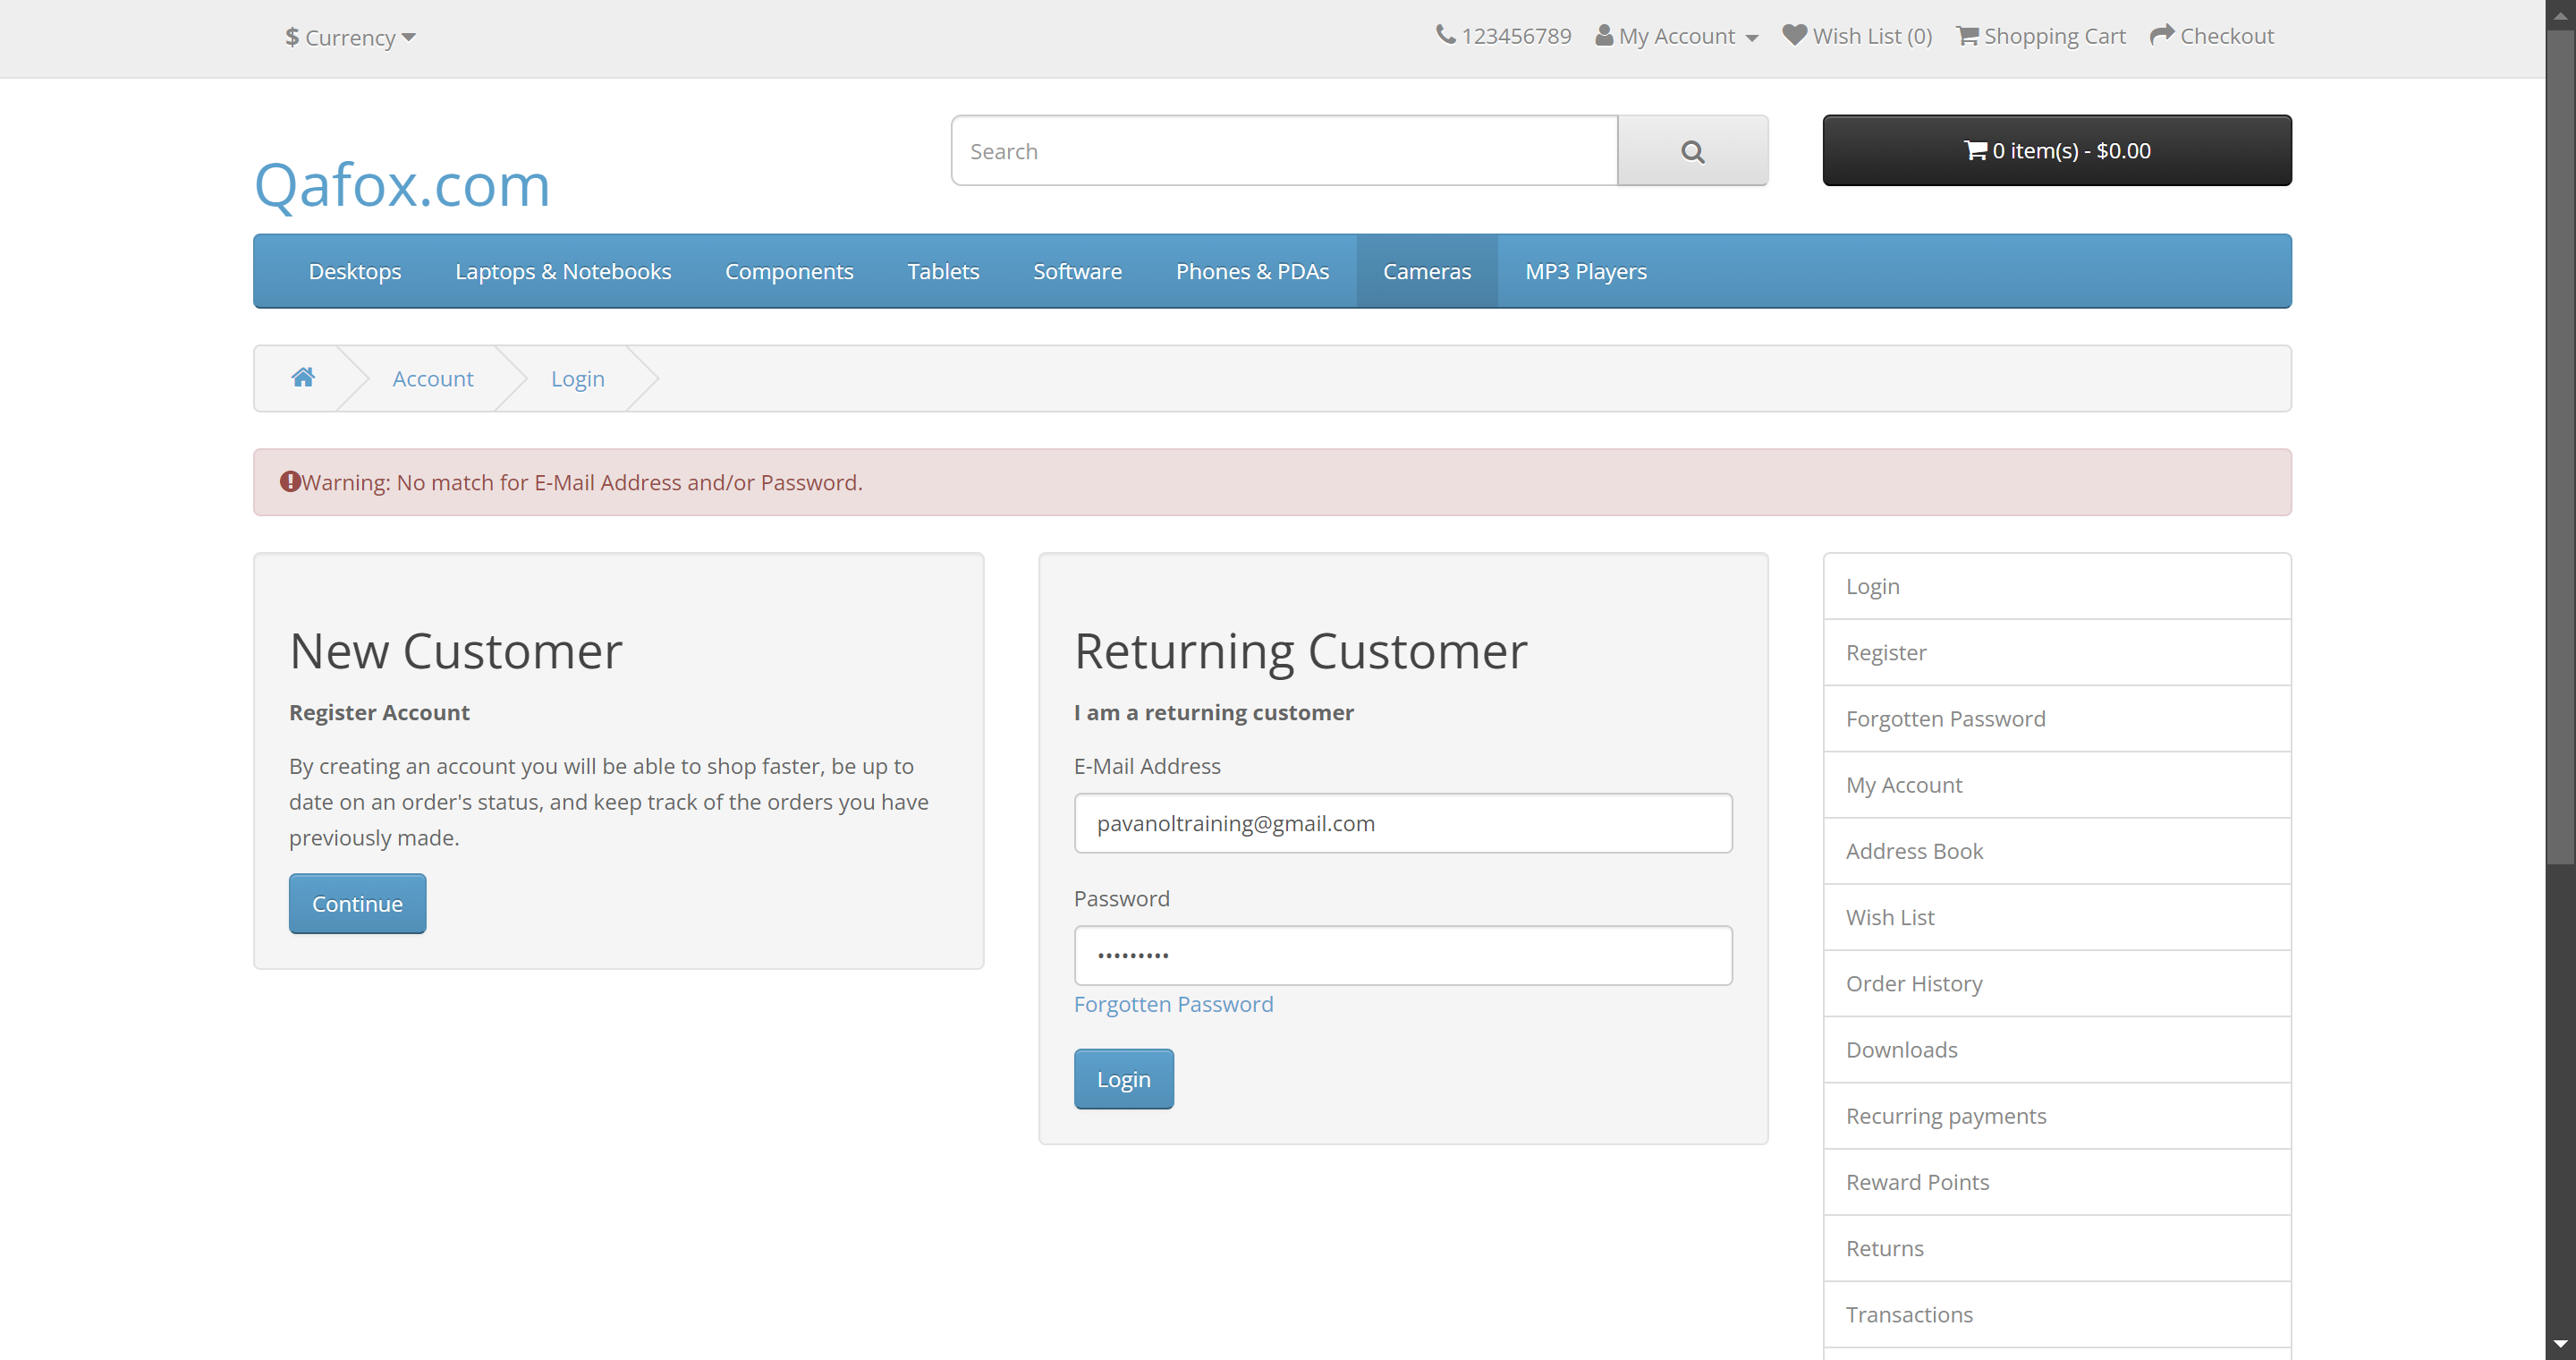 $ Currency
123456789 My Account Wish List (0) Shopping Cart Checkout
Qafox.com
Search
0 item(s) - $0.00
Desktops Laptops & Notebooks Components Tablets Software Phones & PDAs Cameras MP3 Players
Account Login
Warning: No match for E-Mail Address and/or Password.
New Customer
Register Account
By creating an account you will be able to shop faster, be up to
date on an order's status, and keep track of the orders you have
previously made.
Continue
Returning Customer
I am a returning customer
E-Mail Address
pavanoltraining@gmail.com
Password
•••••••••
Forgotten Password
Login
Login
Register
Forgotten Password
My Account
Address Book
Wish List
Order History
Downloads
Recurring payments
Reward Points
Returns
Transactions